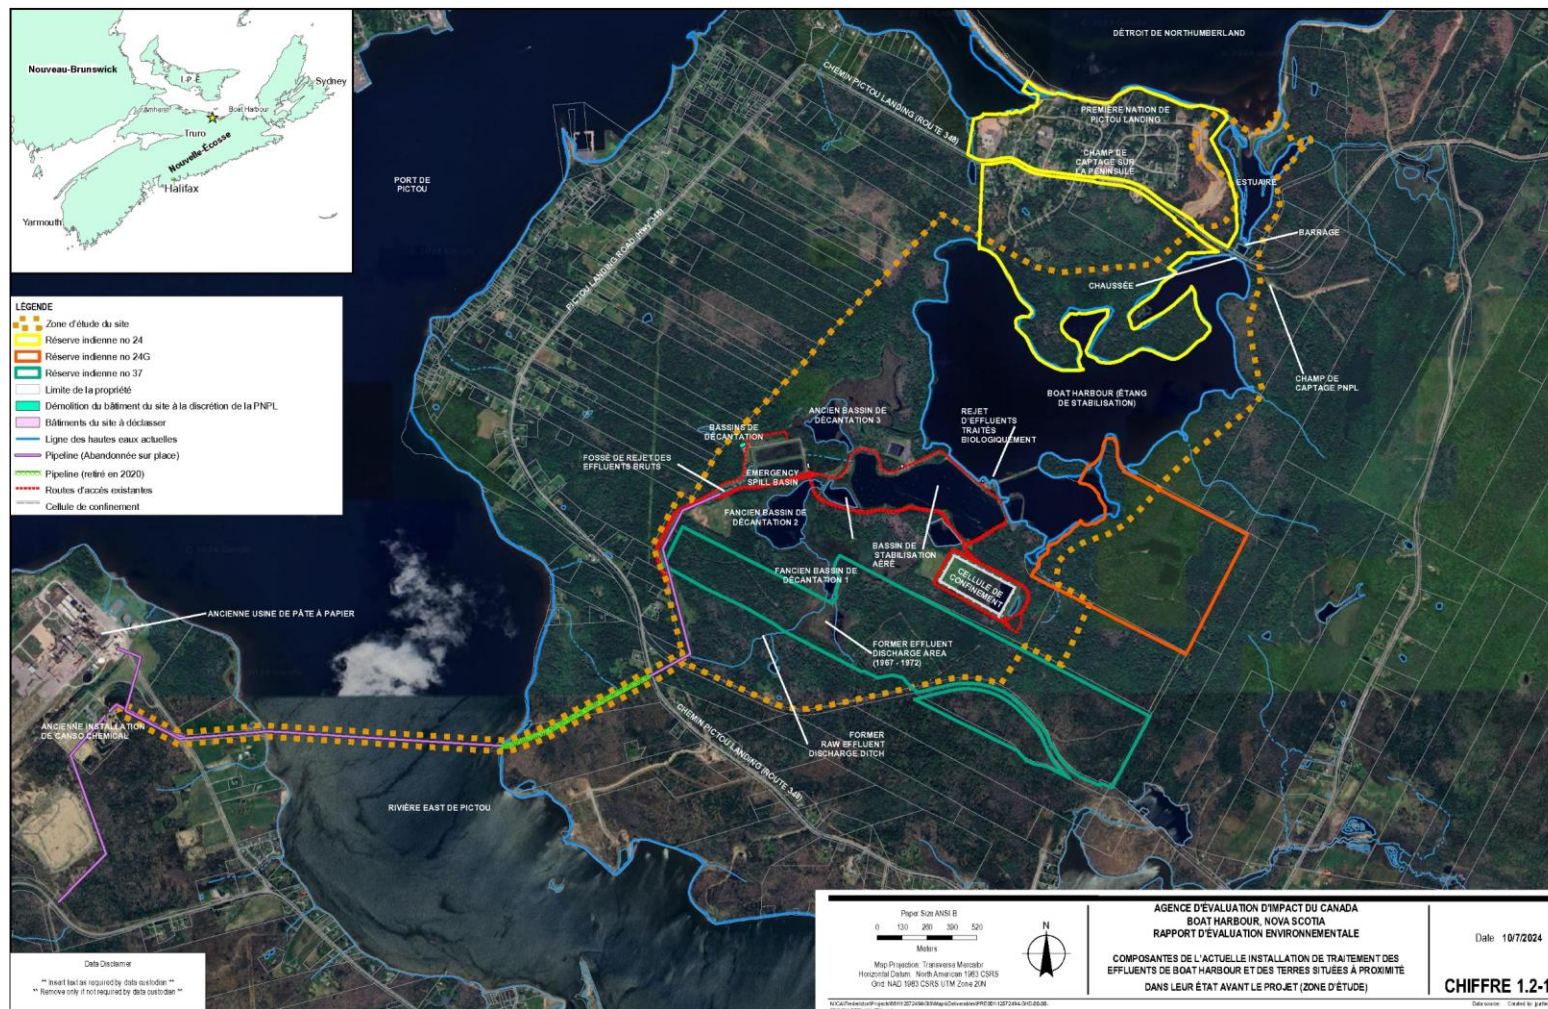 Nouveau-Brunswick
I-P-É
Sydney
Amherst
Boat Harbour
Truro
Nouvelle-Écosse
Halifax
Yarmouth
LÉGENDE
Zone d'étude du site
Réserve indienne no 24
Réserve indienne no 24G
Réserve indienne no 37
Limite de la propriété
Démolition du bâtiment du site à la discrétion de la PNPL
Bâtiments du site à déclasser
Ligne des hautes eaux actuelles
Pipeline (Abandonnée sur place)
Pipeline (retiré en 2020)
Routes d'accès existantes
Cellule de confinement
DÉTROIT DE NORTHUMBERLAND
CHEMIN PICTOU LANDING (ROUTE 348)
PREMIÈRE NATION DE
PICTOU LANDING
CHAMP DE
CAPTAGE SUR
LA PÉNINSULE
ESTUAIRE
PORT DE
PICTOU
PICTOU LANDING ROAD (HWY 348)
BARRAGE
CHAUSSÉE
CHAMP DE
CAPTAGE PNPL
BOAT HARBOUR (ÉTANG
DE STABILISATION)
ANCIEN BASSIN DE
DÉCANTATION 3
REJET
D'EFFLUENTS
TRAITÉS
BIOLOGIQUEMENT
BASSINS DE
DÉCANTATION
FOSSÉ DE REJET DES
EFFLUENTS BRUTS
EMERGENCY
SPILL BASIN
FANCIEN BASSIN DE
DÉCANTATION 2
BASSIN DE
STABILISATION
AÉRÉ
FANCIEN BASSIN DE
DÉCANTATION 1
CELLULE DE
CONFINEMENT
ANCIENNE USINE DE PÂTE À PAPIER
FORMER EFFLUENT
DISCHARGE AREA
(1967 - 1972)
ANCIENNE INSTALLATION
DE CANSO CHEMICAL
FORMER
RAW EFFLUENT
DISCHARGE DITCH
CHEMIN PICTOU LANDING (ROUTE 348)
RIVIÈRE EAST DE PICTOU
Data Disclaimer
** Insert text as required by data custodian **
** Remove only if not required by data custodian **
Paper Size ANSI B
0 130 260 390 520
Meters
Map Projection: Transverse Mercator
Horizontal Datum: North American 1983 CSRS
Grid: NAD 1983 CSRS UTM Zone 20N
N
AGENCE D'ÉVALUATION D'IMPACT DU CANADA
BOAT HARBOUR, NOVA SCOTIA
RAPPORT D'ÉVALUATION ENVIRONNEMENTALE
COMPOSANTES DE L'ACTUELLE INSTALLATION DE TRAITEMENT DES
EFFLUENTS DE BOAT HARBOUR ET DES TERRES SITUÉES À PROXIMITÉ
DANS LEUR ÉTAT AVANT LE PROJET (ZONE D'ÉTUDE)
Date 10/7/2024
CHIFFRE 1.2-1
Data source: Created by: